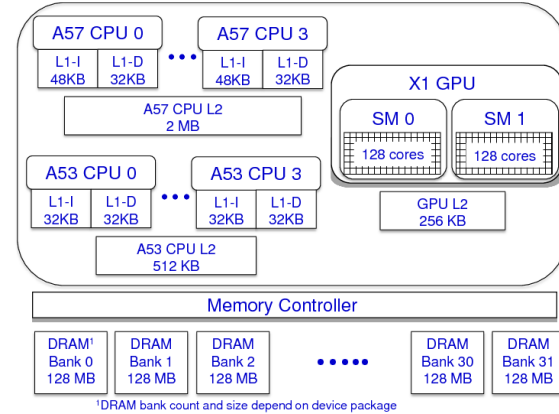 A57 CPU 0
A57 CPU 3
L1-I
48KB
L1-D
32KB
•••
L1-I
48KB
L1-D
32KB
A57 CPU L2
2 MB
X1 GPU
SM 0
SM 1
128 cores
128 cores
GPU L2
256 KB
A53 CPU 0
A53 CPU 3
L1-I
32KB
L1-D
32KB
•••
L1-I
32KB
L1-D
32KB
A53 CPU L2
512 KB
Memory Controller
DRAM¹
Bank 0
128 MB
DRAM
Bank 1
128 MB
DRAM
Bank 2
128 MB
•••••
DRAM
Bank 30
128 MB
DRAM
Bank 31
128 MB
¹DRAM bank count and size depend on device package